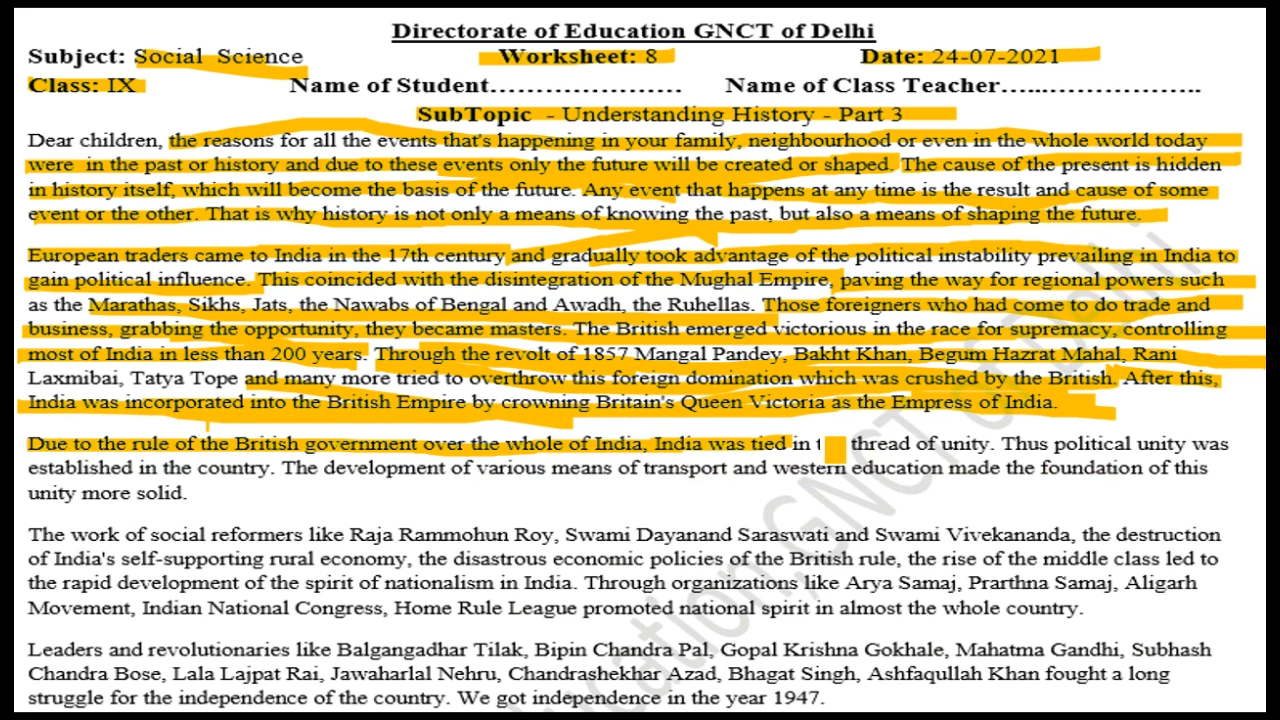 Directorate of Education GNCT of Delhi
Subject: Social Science Worksheet: 8 Date: 24-07-2021
Class: IX Name of Student………………… Name of Class Teacher…..……………..
SubTopic - Understanding History - Part 3
Dear children, the reasons for all the events that's happening in your family, neighbourhood or even in the whole world today
were in the past or history and due to these events only the future will be created or shaped. The cause of the present is hidden
in history itself, which will become the basis of the future. Any event that happens at any time is the result and cause of some
event or the other. That is why history is not only a means of knowing the past, but also a means of shaping the future.
European traders came to India in the 17th century and gradually took advantage of the political instability prevailing in India to
gain political influence. This coincided with the disintegration of the Mughal Empire, paving the way for regional powers such
as the Marathas, Sikhs, Jats, the Nawabs of Bengal and Awadh, the Ruhellas. Those foreigners who had come to do trade and
business, grabbing the opportunity, they became masters. The British emerged victorious in the race for supremacy, controlling
most of India in less than 200 years. Through the revolt of 1857 Mangal Pandey, Bakht Khan, Begum Hazrat Mahal, Rani
Laxmibai, Tatya Tope and many more tried to overthrow this foreign domination which was crushed by the British. After this,
India was incorporated into the British Empire by crowning Britain's Queen Victoria as the Empress of India.
Due to the rule of the British government over the whole of India, India was tied in thread of unity. Thus political unity was
established in the country. The development of various means of transport and western education made the foundation of this
unity more solid.
The work of social reformers like Raja Rammohun Roy, Swami Dayanand Saraswati and Swami Vivekananda, the destruction
of India's self-supporting rural economy, the disastrous economic policies of the British rule, the rise of the middle class led to
the rapid development of the spirit of nationalism in India. Through organizations like Arya Samaj, Prarthna Samaj, Aligarh
Movement, Indian National Congress, Home Rule League promoted national spirit in almost the whole country.
Leaders and revolutionaries like Balgangadhar Tilak, Bipin Chandra Pal, Gopal Krishna Gokhale, Mahatma Gandhi, Subhash
Chandra Bose, Lala Lajpat Rai, Jawaharlal Nehru, Chandrashekhar Azad, Bhagat Singh, Ashfaqullah Khan fought a long
struggle for the independence of the country. We got independence in the year 1947.